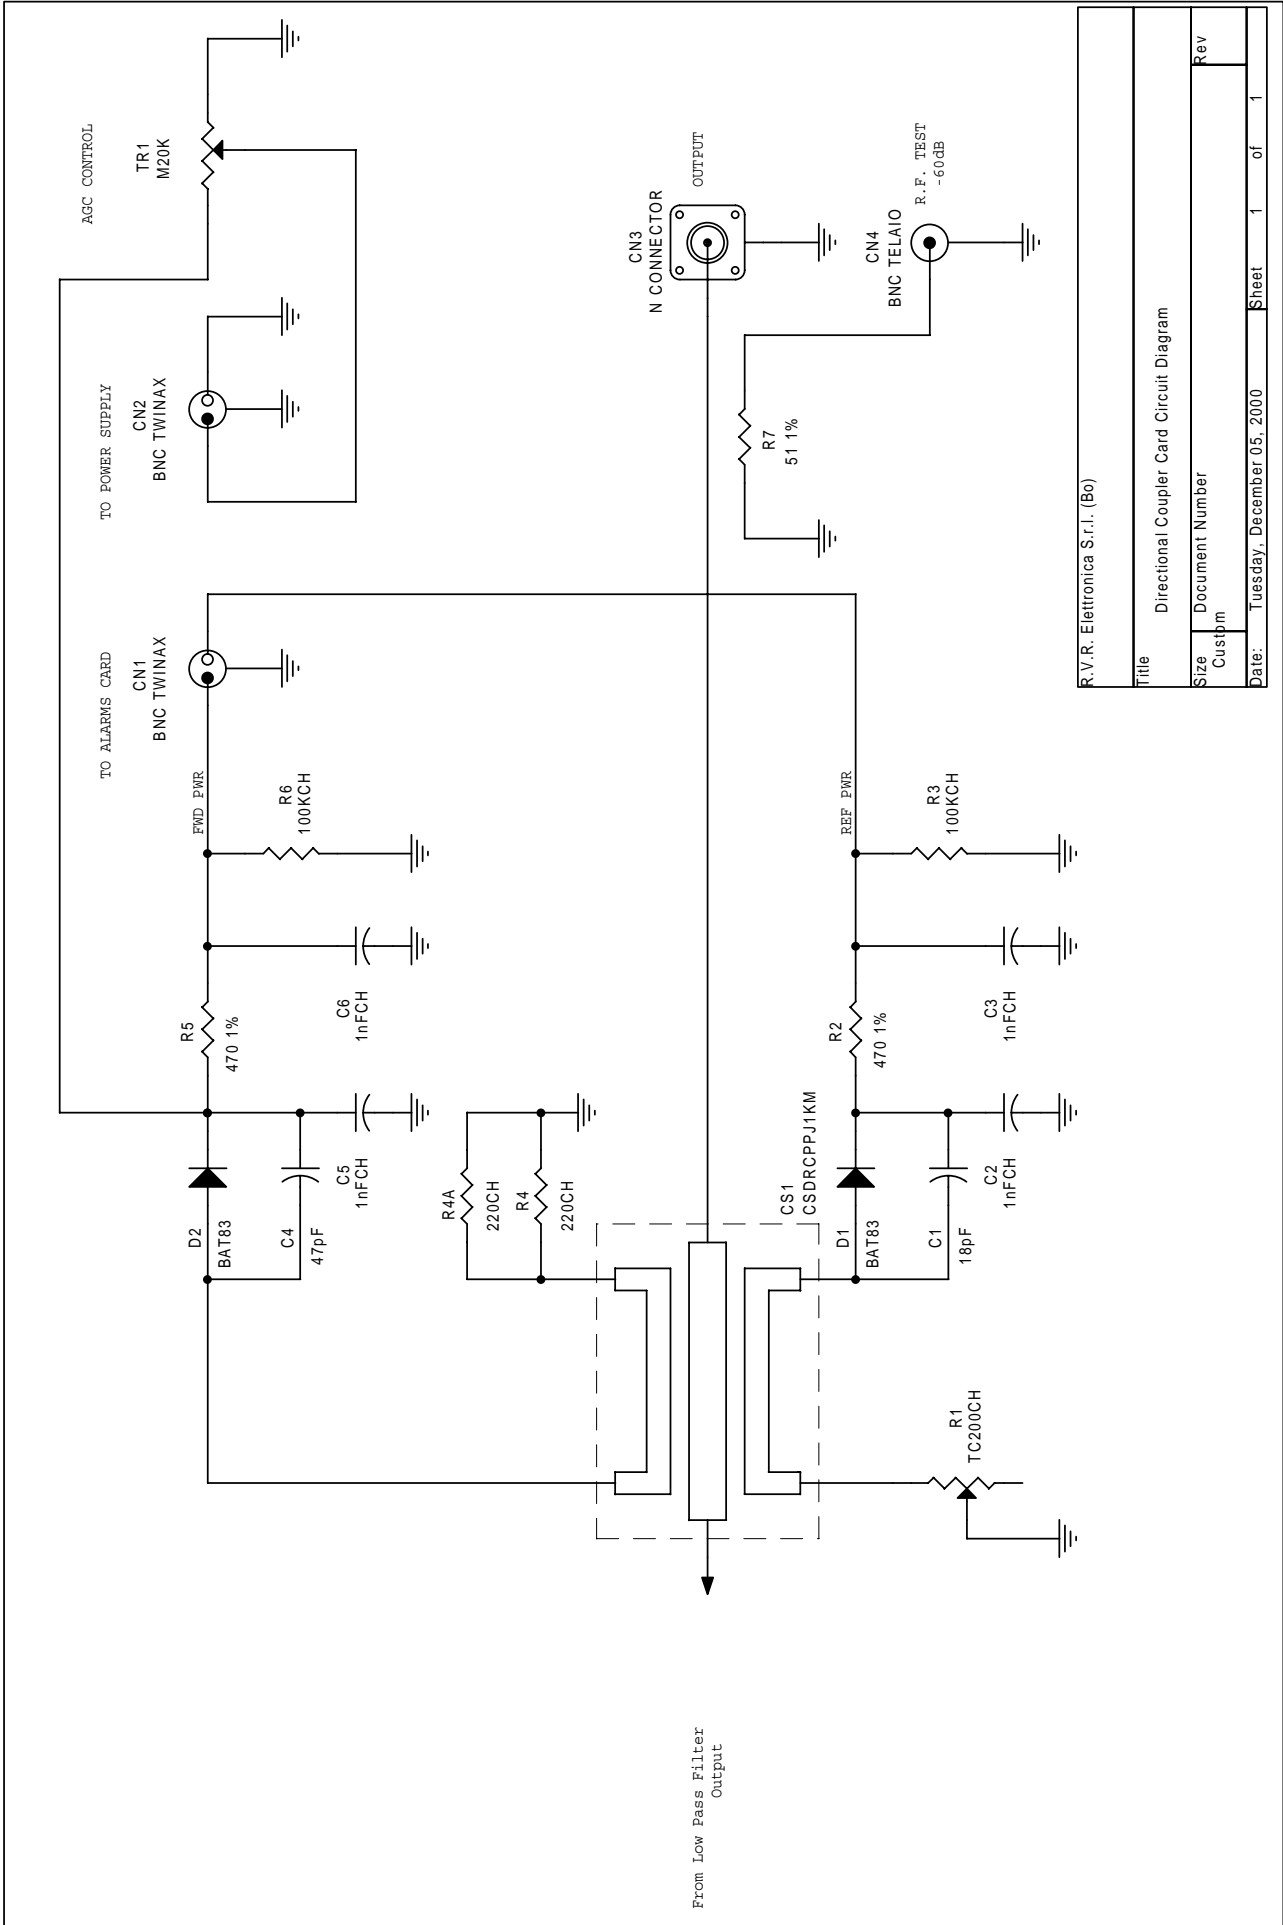 AGC CONTROL
TR1
M20K
TO POWER SUPPLY
CN2
BNC TWINAX
TO ALARMS CARD
CN1
BNC TWINAX
FWD PWR
R6
100KCH
R5
470 1%
C6
1nFCH
D2
BAT83
C4
47pF
C5
1nFCH
R4A
220CH
R4
220CH
CN3
N CONNECTOR
OUTPUT
CN4
BNC TELAIO
R.F. TEST
-60dB
R7
51 1%
REF PWR
R3
100KCH
R2
470 1%
C3
1nFCH
CS1
CSDRCPPJ1KM
D1
BAT83
C1
18pF
C2
1nFCH
R1
TC200CH
From Low Pass Filter
Output
R.V.R. Elettronica S.r.l. (Bo)
Title
Directional Coupler Card Circuit Diagram
Size Document Number Rev
Custom
Date: Tuesday, December 05, 2000 Sheet 1 of 1